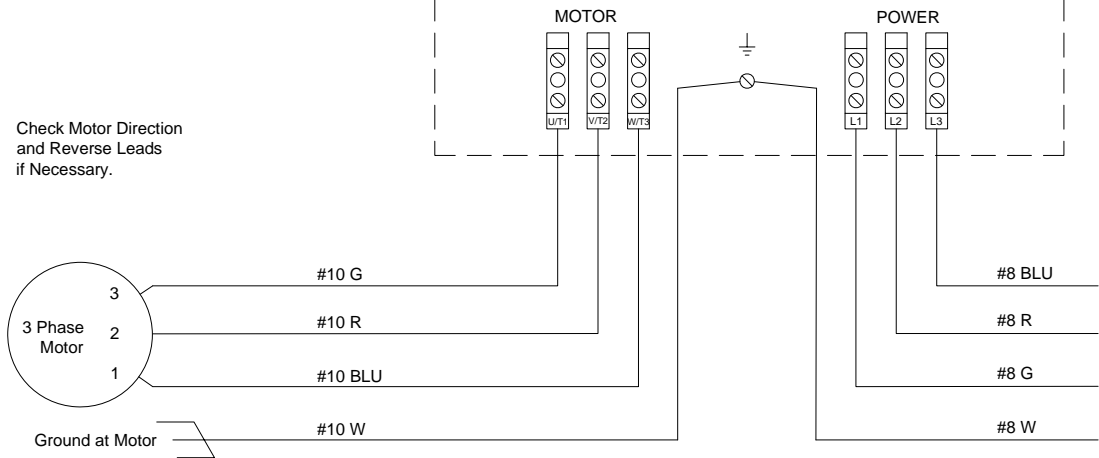 MOTOR
POWER
U/T1
V/T2
W/T3
L1
L2
L3
Check Motor Direction
and Reverse Leads
if Necessary.
#10 G
#8 BLU
3
3 Phase
Motor
2
#10 R
#8 R
1
#10 BLU
#8 G
Ground at Motor
#10 W
#8 W